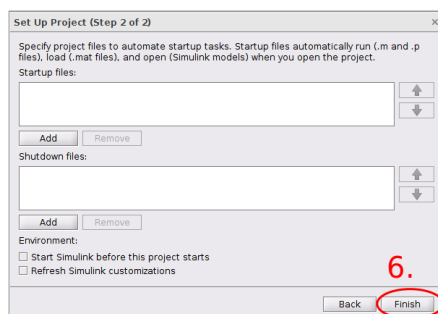 Set Up Project (Step 2 of 2)
Specify project files to automate startup tasks. Startup files automatically run (.m and .p
files), load (.mat files), and open (Simulink models) when you open the project.
Startup files:
Add Remove
Shutdown files:
Add Remove
Environment:
Start Simulink before this project starts
Refresh Simulink customizations
6.
Back Finish